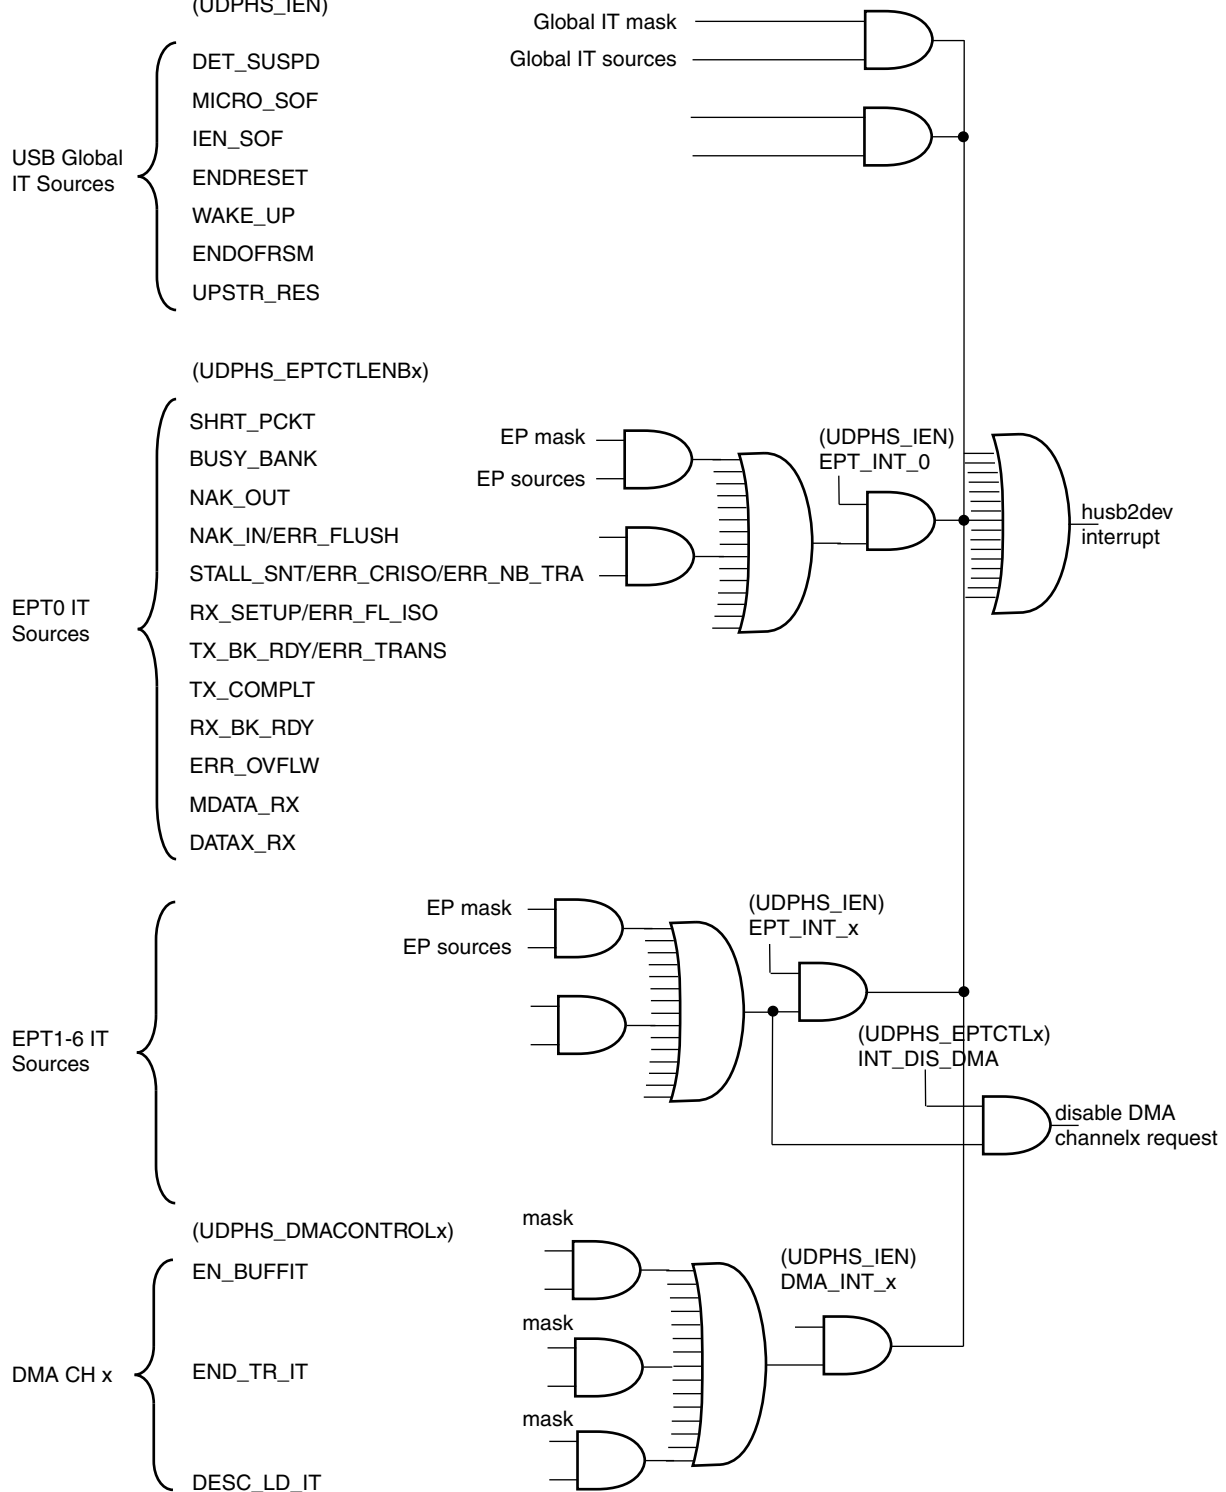 (UDPHS_IEN)
Global IT mask
Global IT sources
DET_SUSPD
MICRO_SOF
IEN_SOF
ENDRESET
WAKE_UP
ENDOFRSM
UPSTR_RES
USB Global
IT Sources
(UDPHS_EPTCTLENBx)
SHRT_PCKT
BUSY_BANK
NAK_OUT
NAK_IN/ERR_FLUSH
STALL_SNT/ERR_CRISO/ERR_NB_TRA
RX_SETUP/ERR_FL_ISO
TX_BK_RDY/ERR_TRANS
TX_COMPLT
RX_BK_RDY
ERR_OVFLW
MDATA_RX
DATAX_RX
EPT0 IT
Sources
EP mask
EP sources
(UDPHS_IEN)
EPT_INT_0
husb2dev
interrupt
EPT1-6 IT
Sources
EP mask
EP sources
(UDPHS_IEN)
EPT_INT_x
(UDPHS_EPTCTLx)
INT_DIS_DMA
disable DMA
channelx request
(UDPHS_DMACONTROLx)
EN_BUFFIT
END_TR_IT
DESC_LD_IT
DMA CH x
mask
mask
mask
(UDPHS_IEN)
DMA_INT_x